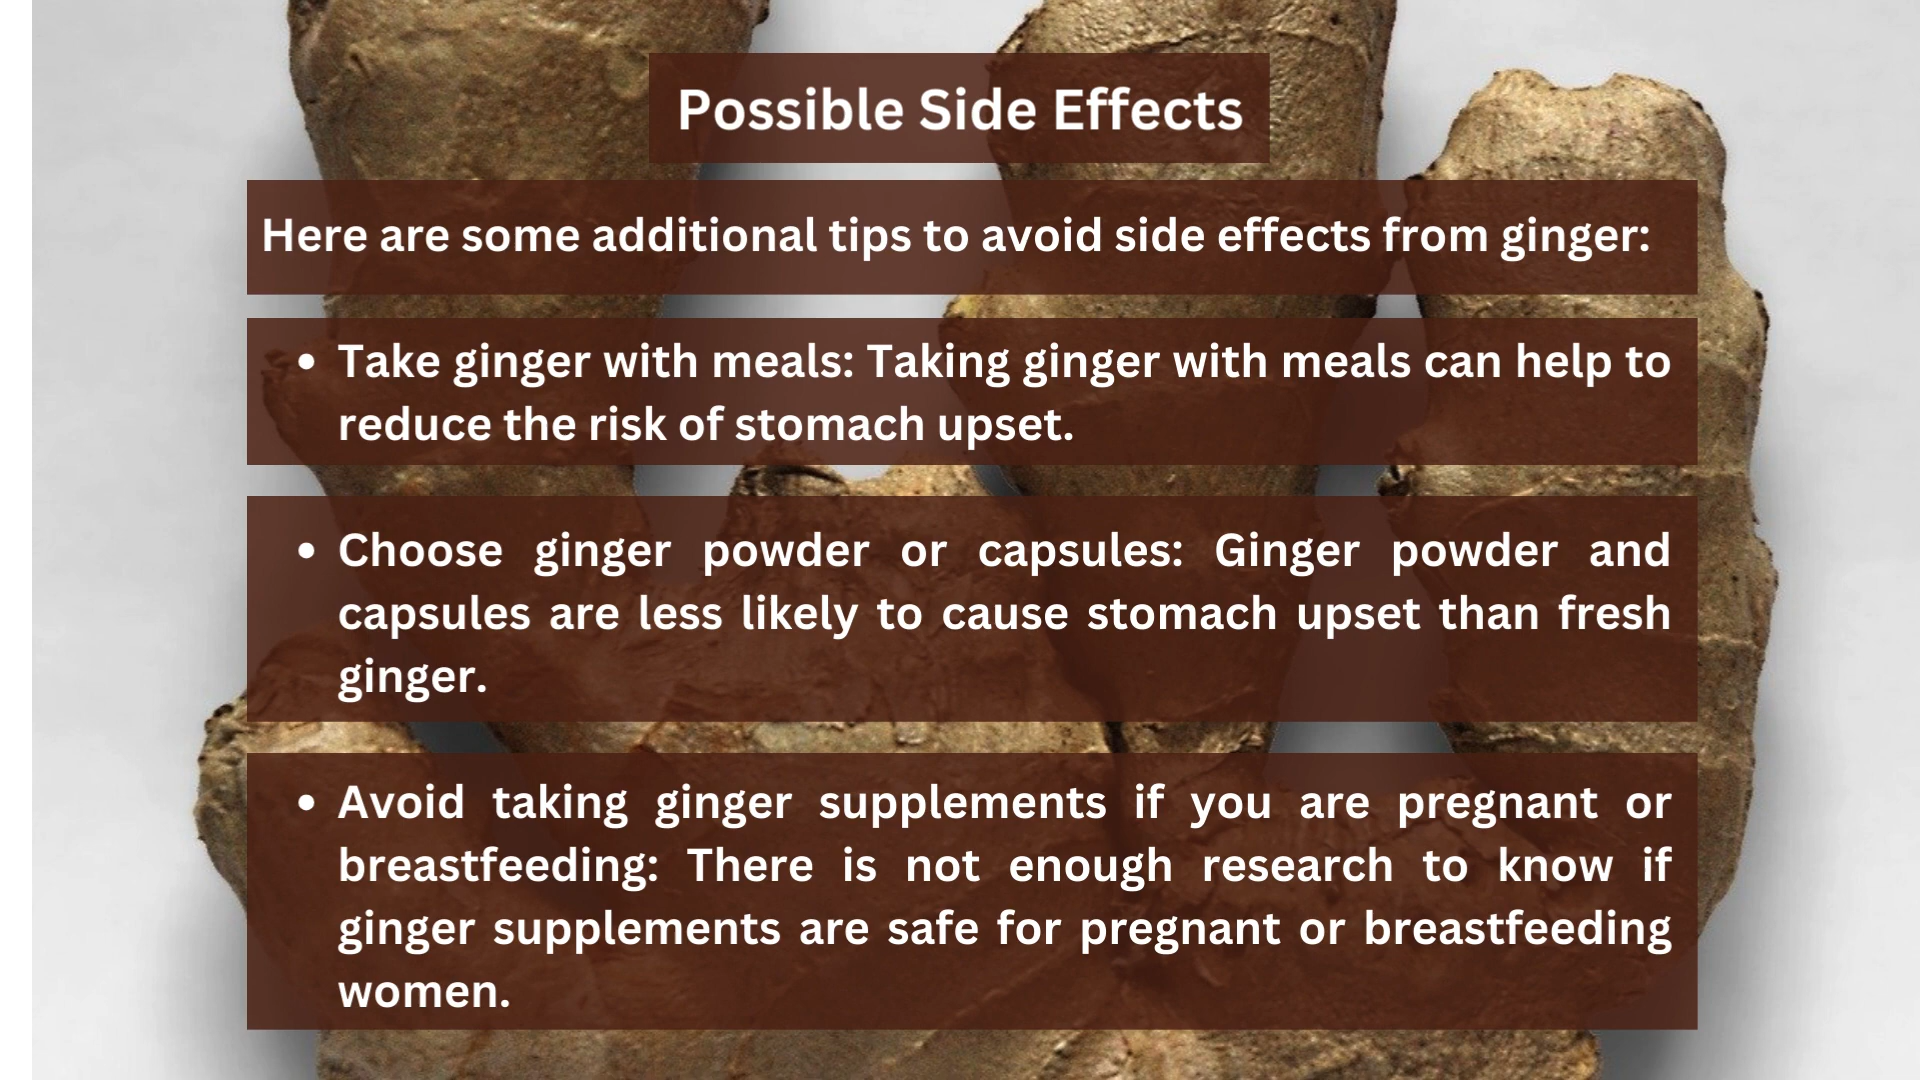 Possible Side Effects
Here are some additional tips to avoid side effects from ginger:
• Take ginger with meals: Taking ginger with meals can help to
reduce the risk of stomach upset.
• Choose ginger powder or capsules: Ginger powder and
capsules are less likely to cause stomach upset than fresh
ginger.
• Avoid taking ginger supplements if you are pregnant or
breastfeeding: There is not enough research to know if
ginger supplements are safe for pregnant or breastfeeding
women.